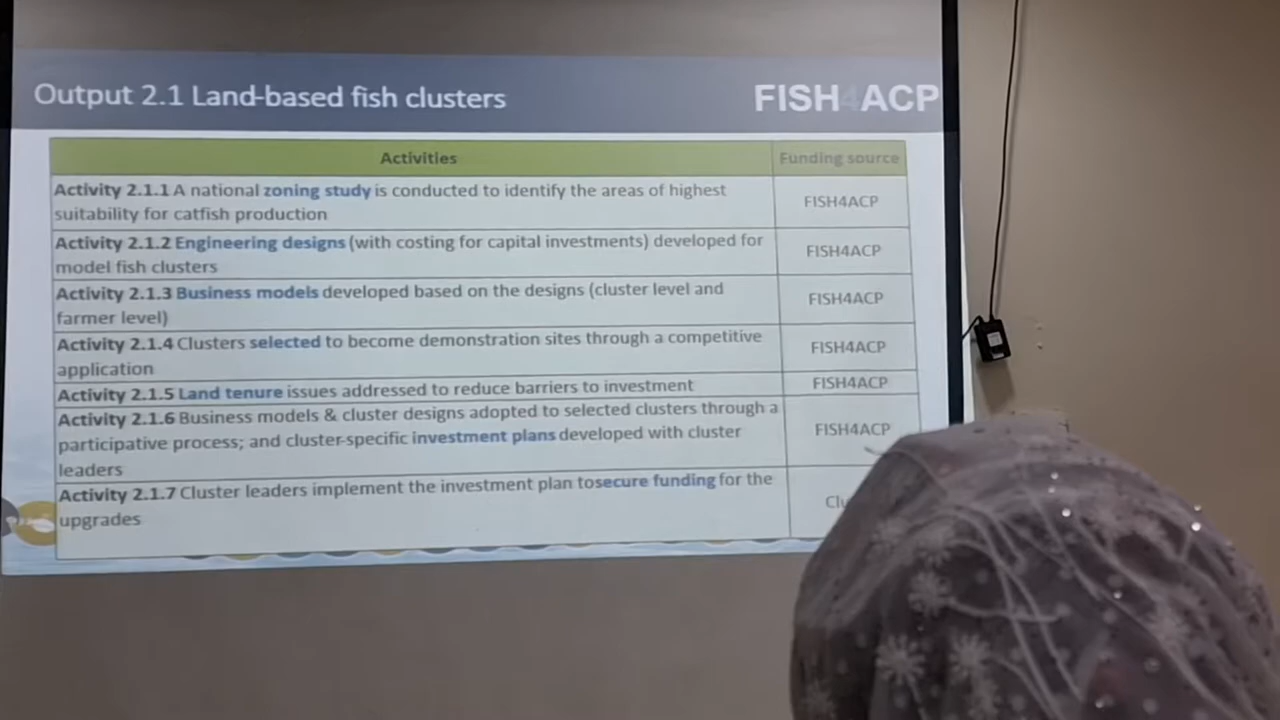 Output 2.1 Land-based fish clusters
FISH4ACP
Activities
Funding source
Activity 2.1.1 A national zoning study is conducted to identify the areas of highest
suitability for catfish production
FISH4ACP
Activity 2.1.2 Engineering designs (with costing for capital investments) developed for
model fish clusters
FISH4ACP
Activity 2.1.3 Business models developed based on the designs (cluster level and
farmer level)
FISH4ACP
Activity 2.1.4 Clusters selected to become demonstration sites through a competitive
application
FISH4ACP
Activity 2.1.5 Land tenure issues addressed to reduce barriers to investment
FISH4ACP
Activity 2.1.6 Business models & cluster designs adopted to selected clusters through a
participative process; and cluster-specific investment plans developed with cluster
leaders
FISH4ACP
Activity 2.1.7 Cluster leaders implement the investment plan tosecure funding for the
upgrades